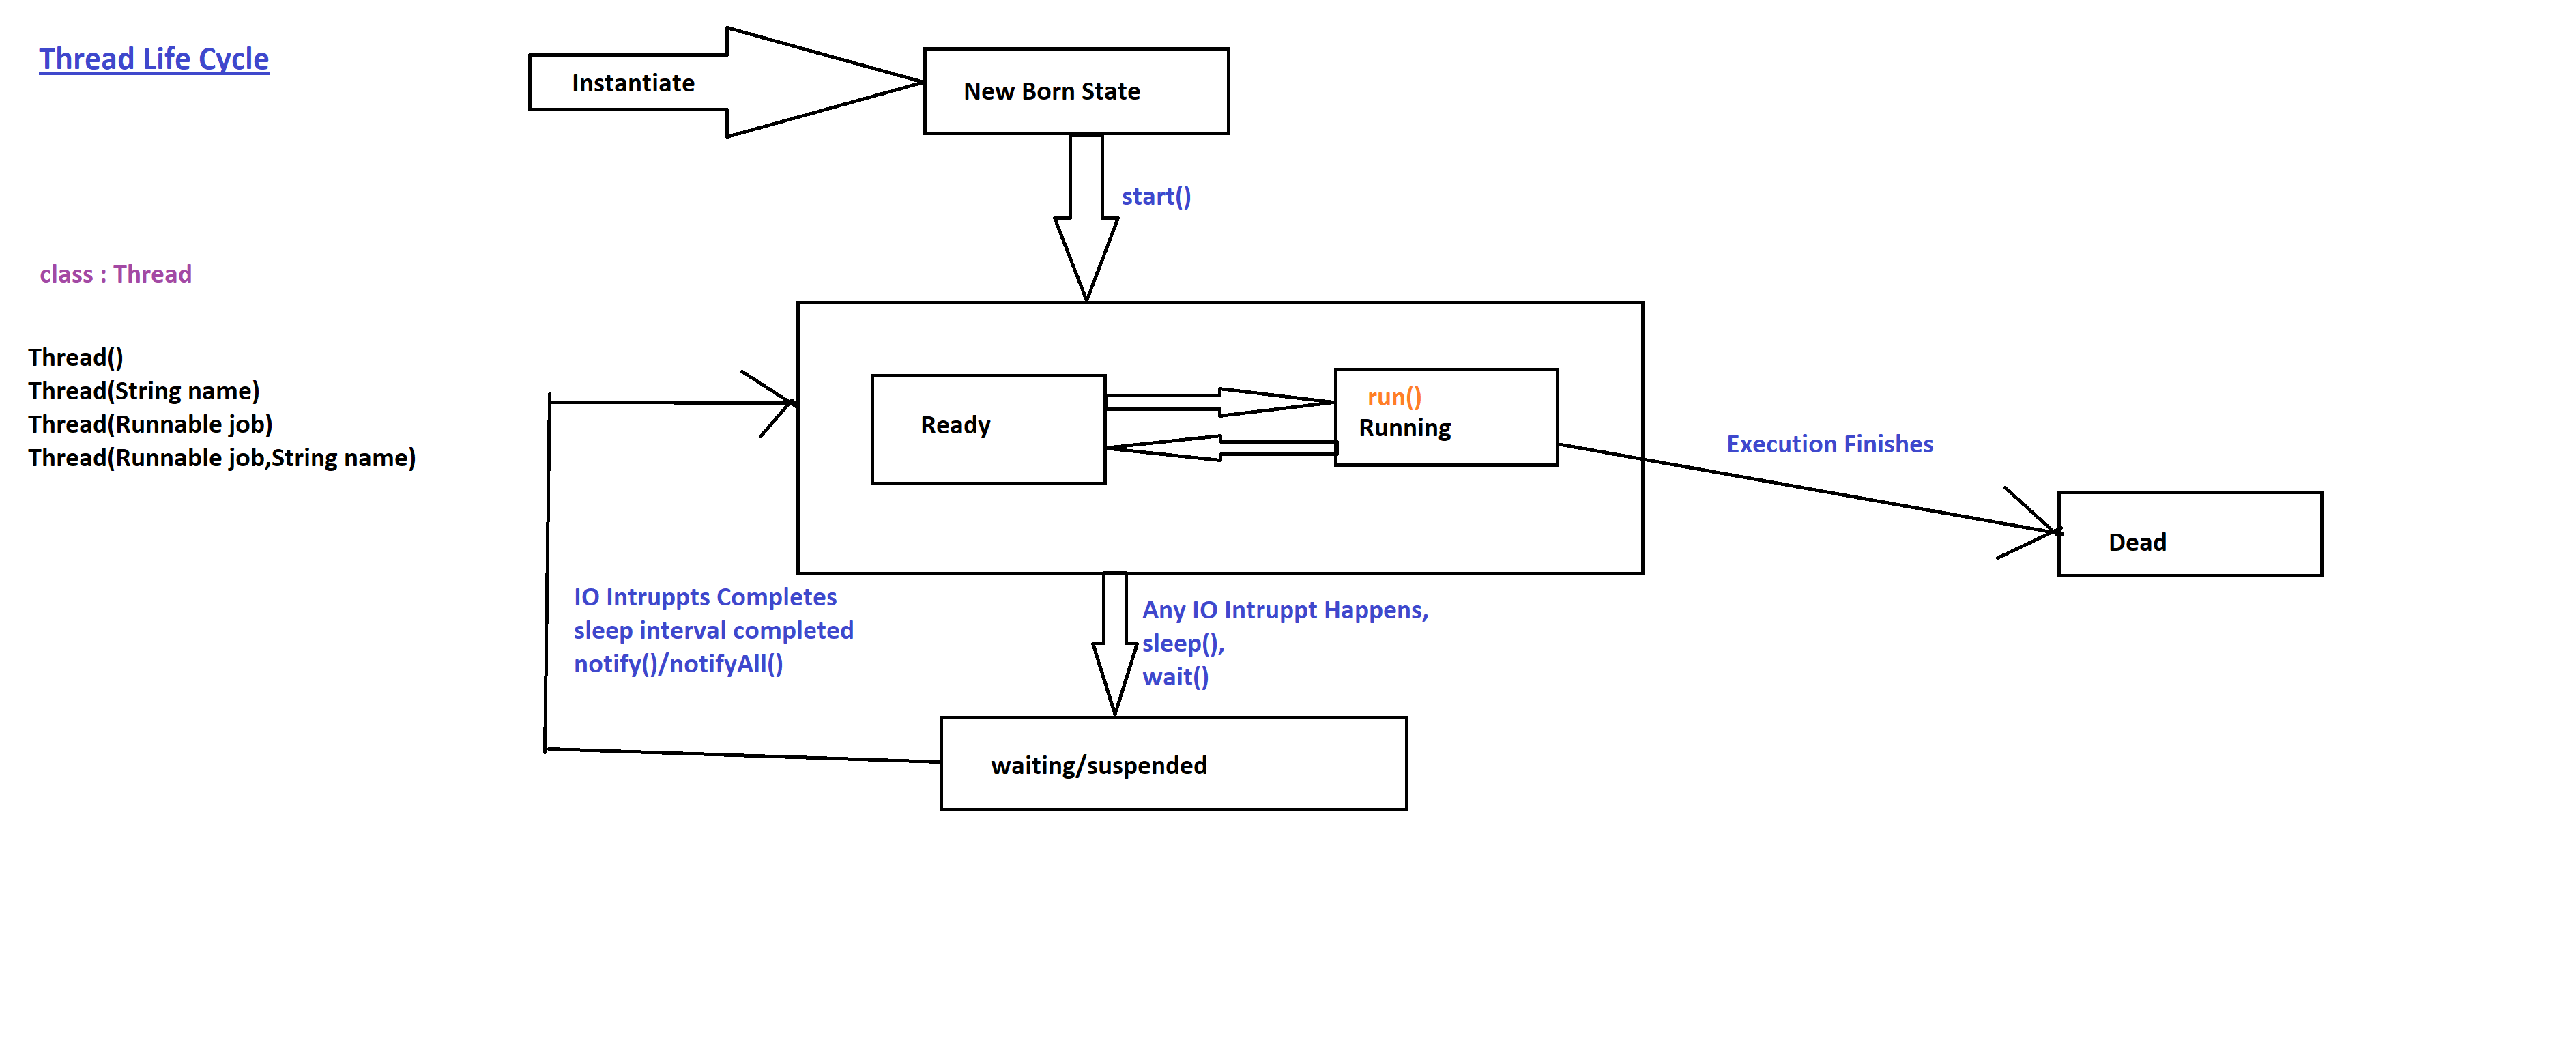 Thread Life Cycle
Instantiate
New Born State
start()
class : Thread
Thread()
Thread(String name)
Thread(Runnable job)
Thread(Runnable job,String name)
Ready
run()
Running
Execution Finishes
Dead
IO Intruppts Completes
sleep interval completed
notify()/notifyAll()
Any IO Intruppt Happens,
sleep(),
wait()
waiting/suspended